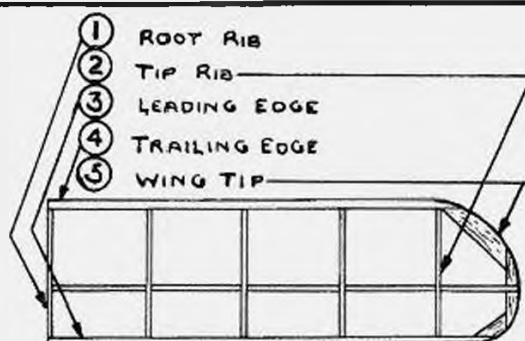 1 ROOT RIB
2 TIP RIB
3 LEADING EDGE
4 TRAILING EDGE
5 WING TIP